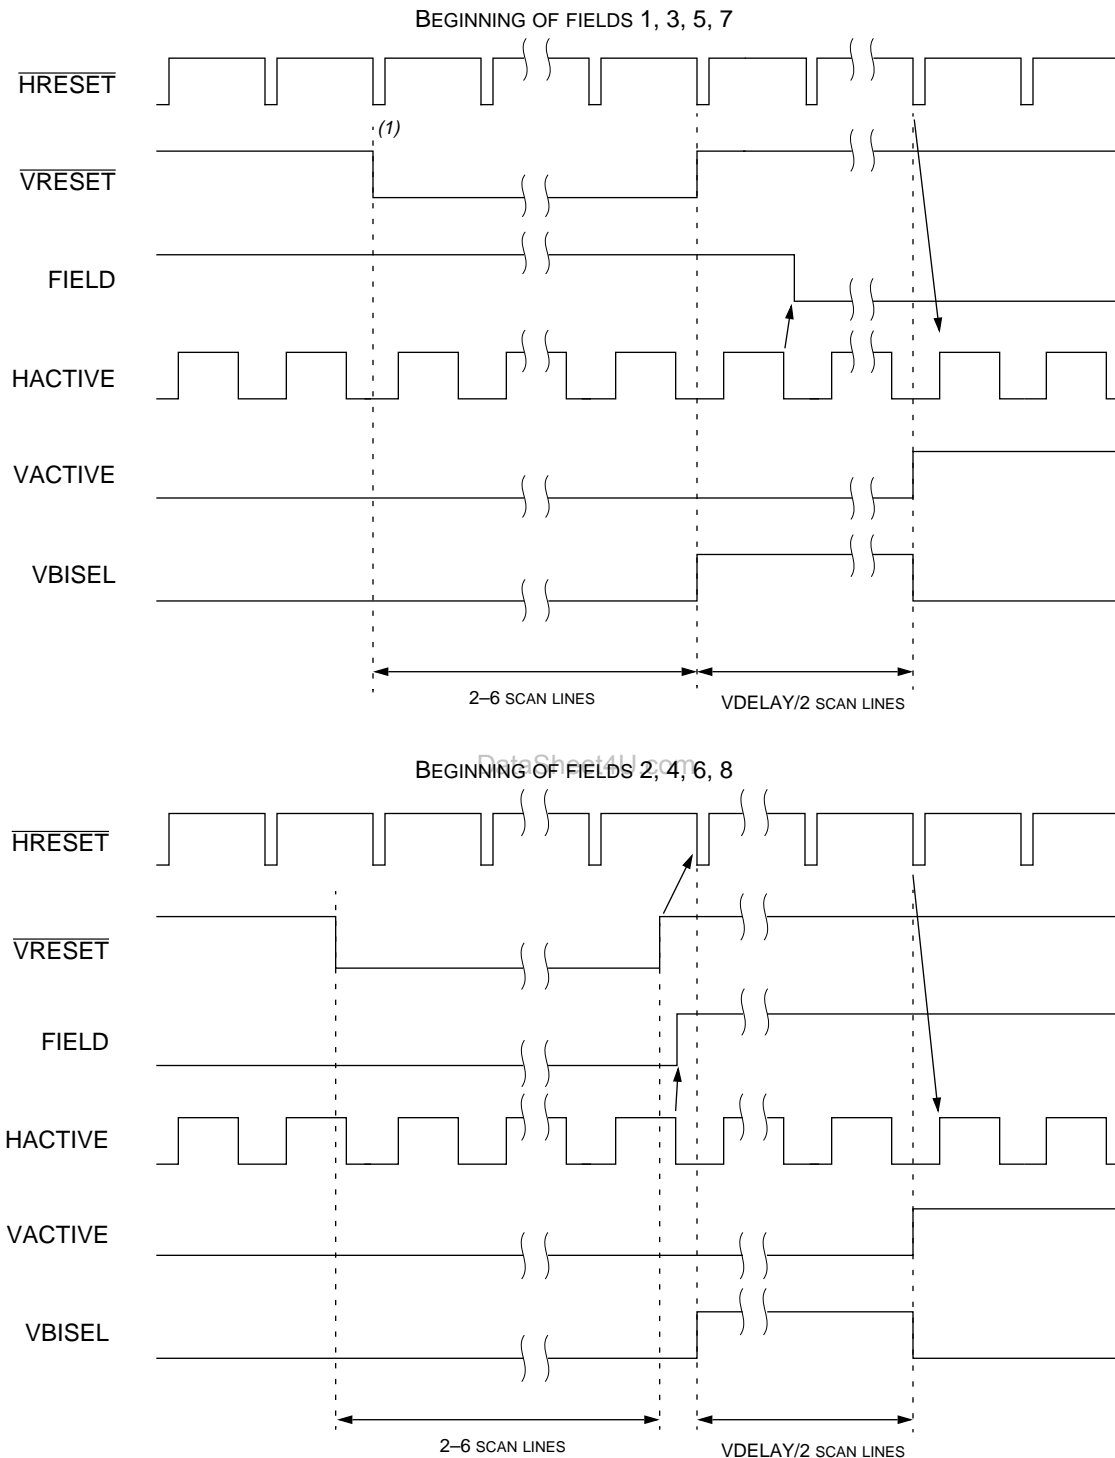 BEGINNING OF FIELDS 1, 3, 5, 7
HRESET
(1)
VRESET
FIELD
HACTIVE
VACTIVE
VBISEL
2–6 SCAN LINES
VDELAY/2 SCAN LINES
DataSheet4U.com
BEGINNING OF FIELDS 2, 4, 6, 8
HRESET
VRESET
FIELD
HACTIVE
VACTIVE
VBISEL
2–6 SCAN LINES
VDELAY/2 SCAN LINES